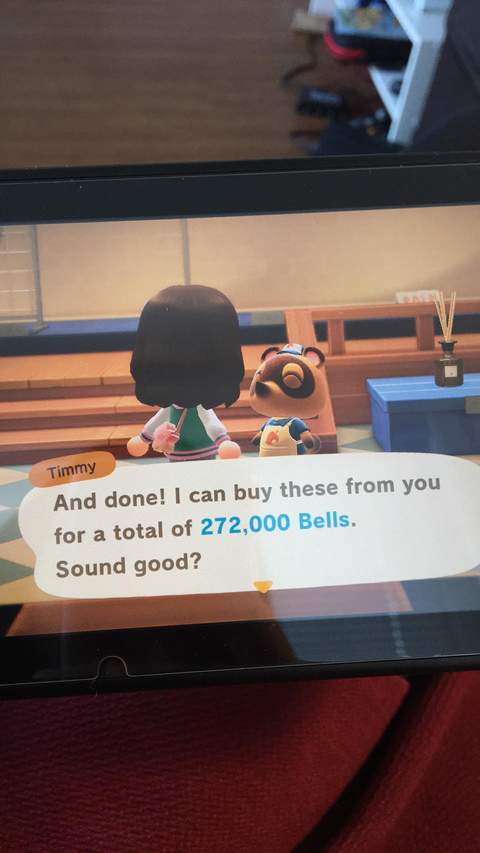 Timmy
And done! I can buy these from you
for a total of 272,000 Bells.
Sound good?